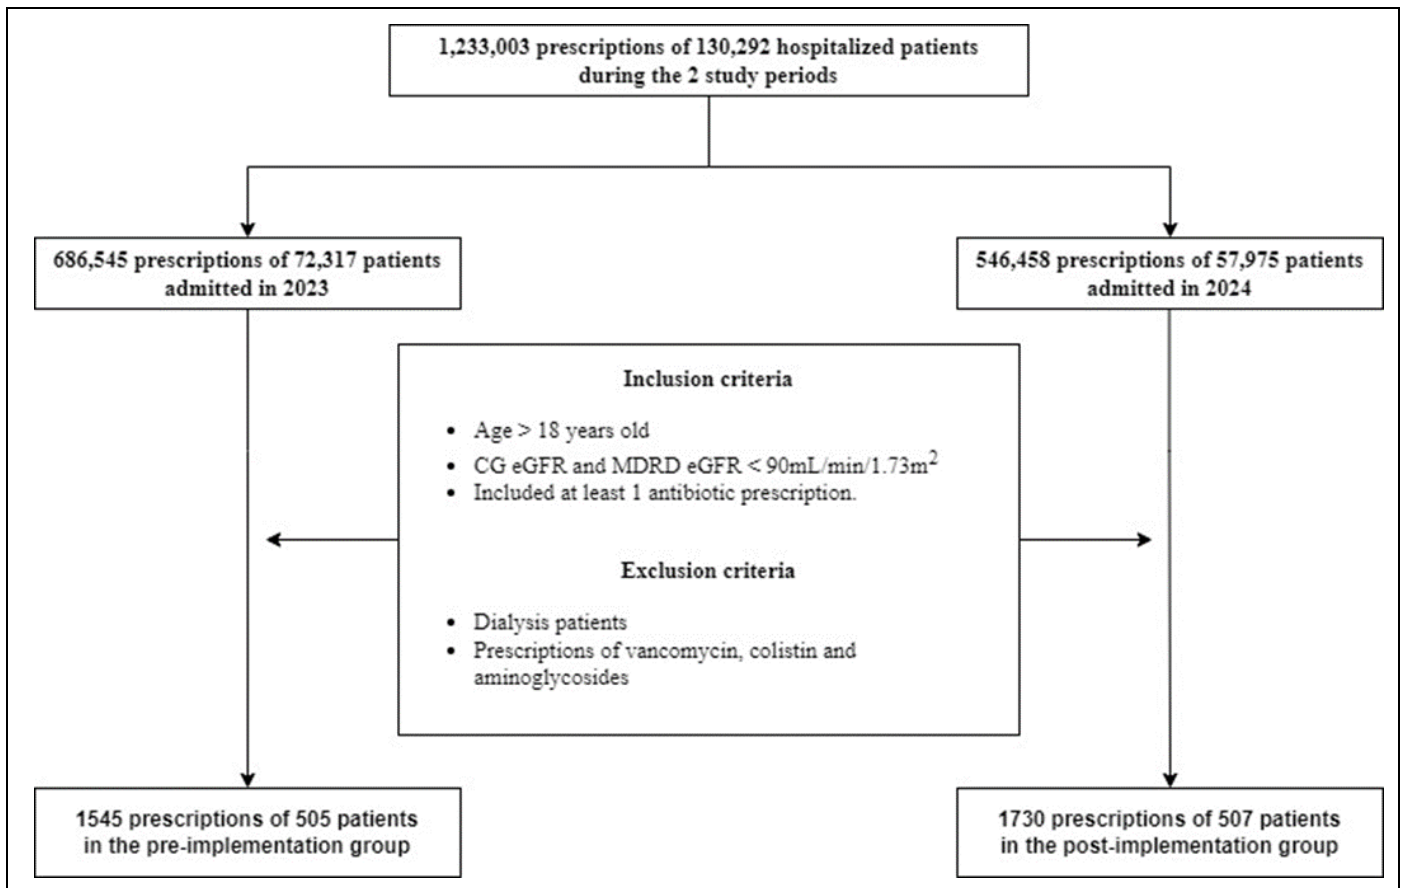 1,233,003 prescriptions of 130,292 hospitalized patients
during the 2 study periods
686,545 prescriptions of 72,317 patients
admitted in 2023
546,458 prescriptions of 57,975 patients
admitted in 2024
Inclusion criteria
• Age > 18 years old
• CG eGFR and MDRD eGFR < 90mL/min/1.73m²
• Included at least 1 antibiotic prescription.
Exclusion criteria
• Dialysis patients
• Prescriptions of vancomycin, colistin and
aminoglycosides
1545 prescriptions of 505 patients
in the pre-implementation group
1730 prescriptions of 507 patients
in the post-implementation group